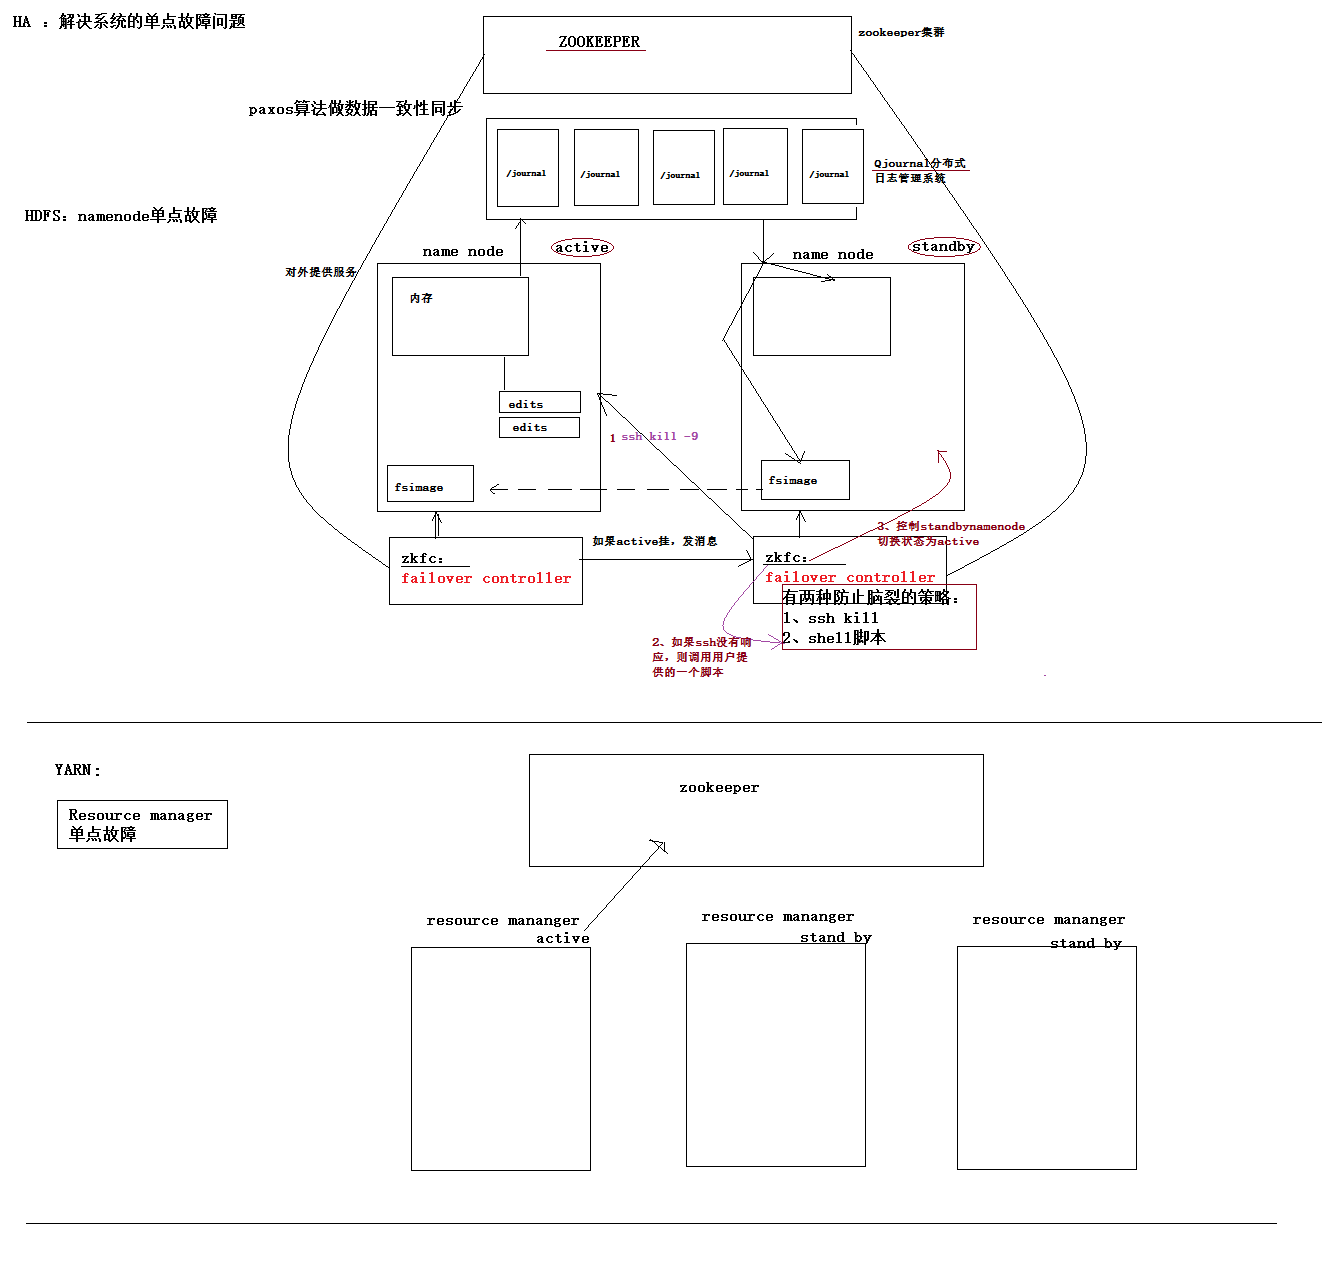 HA ：解决系统的单点故障问题
ZOOKEEPER
zookeeper集群
paxos算法做数据一致性同步
/journal
/journal
/journal
/journal
/journal
Qjournal分布式
日志管理系统
HDFS：namenode单点故障
name node
active
name node
standby
对外提供服务
内存
edits
edits
1 ssh kill -9
fsimage
fsimage
3、控制standbynamenode
切换状态为active
如果active挂，发消息
zkfc：
failover controller
zkfc：
failover controller
有两种防止脑裂的策略：
1、ssh kill
2、shell脚本
2、如果ssh没有响
应，则调用用户提
供的一个脚本
YARN：
Resource manager
单点故障
zookeeper
resource mananger
active
resource mananger
stand by
resource mananger
stand by